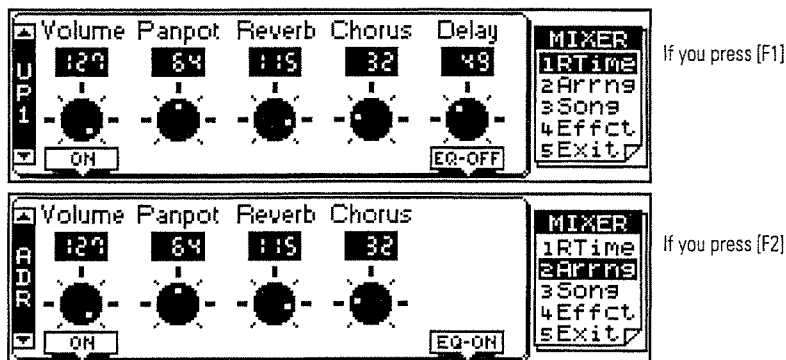 Volume Panpot Reverb Chorus Delay
127 64 115 32 49
UP1
ON EQ-OFF
MIXER
1RTime
2Arrng
3Song
4Effct
5Exit
If you press [F1]
Volume Panpot Reverb Chorus
127 64 115 32
ADR
ON EQ-ON
MIXER
1RTime
2Arrng
3Song
4Effct
5Exit
If you press [F2]